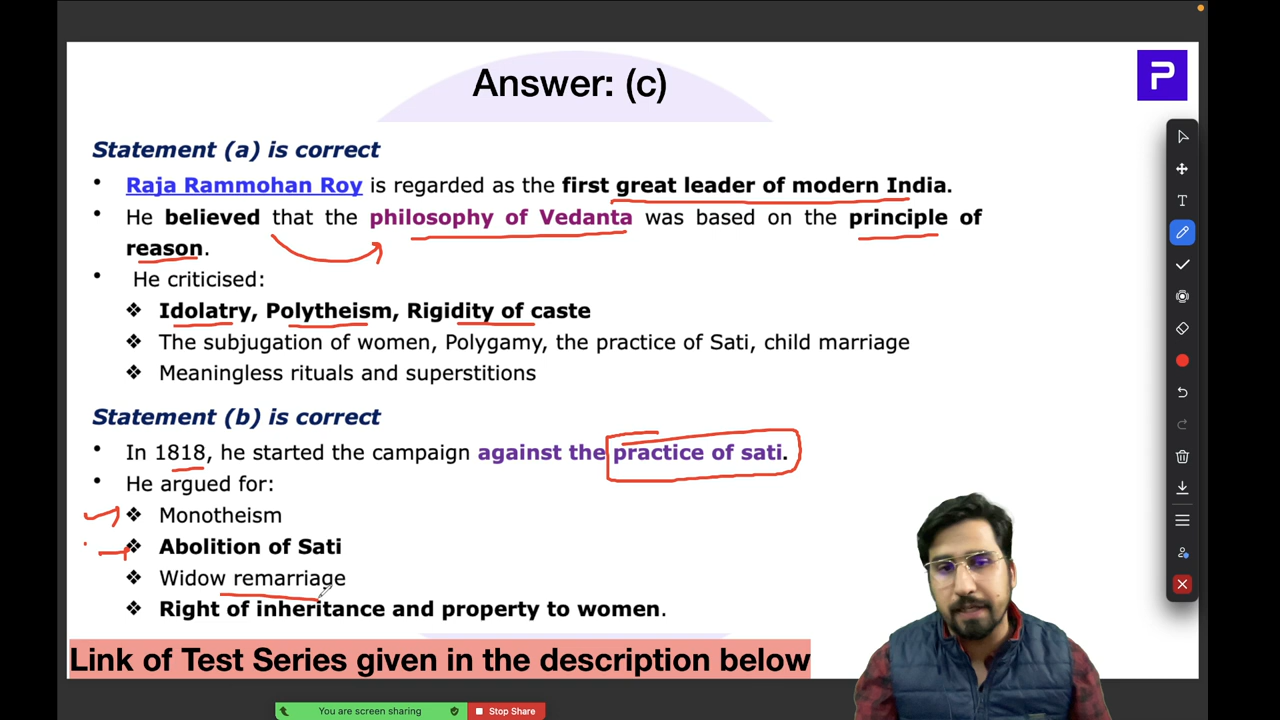 Answer: (c)
P
Statement (a) is correct
• Raja Rammohan Roy is regarded as the first great leader of modern India.
• He believed that the philosophy of Vedanta was based on the principle of
reason.
• He criticised:
❖ Idolatry, Polytheism, Rigidity of caste
❖ The subjugation of women, Polygamy, the practice of Sati, child marriage
❖ Meaningless rituals and superstitions
Statement (b) is correct
• In 1818, he started the campaign against the practice of sati.
• He argued for:
❖ Monotheism
❖ Abolition of Sati
❖ Widow remarriage
❖ Right of inheritance and property to women.
Link of Test Series given in the description below
You are screen sharing
Stop Share